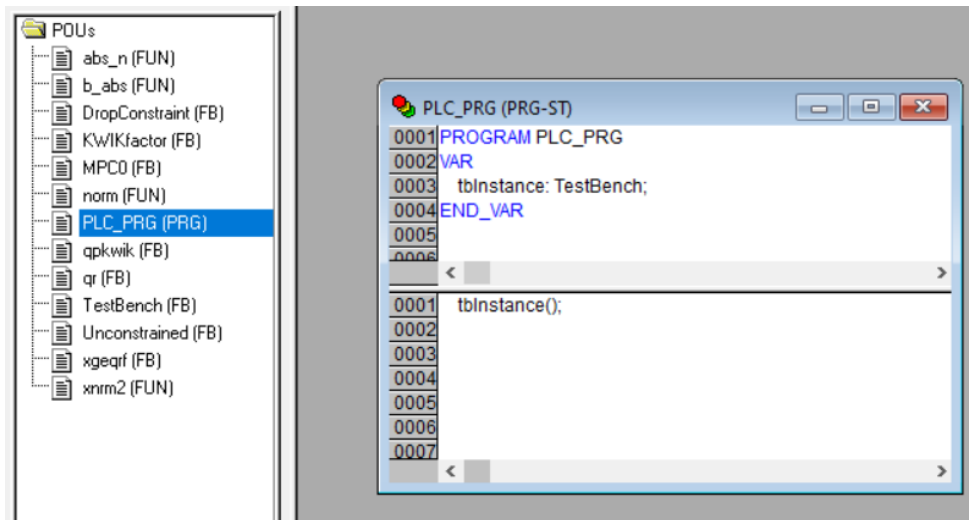 POUs
abs_n (FUN)
b_abs (FUN)
DropConstraint (FB)
KWIKfactor (FB)
MPC0 (FB)
norm (FUN)
PLC_PRG (PRG)
qpkwik (FB)
qr (FB)
TestBench (FB)
Unconstrained (FB)
xgeqrf (FB)
xnrm2 (FUN)
PLC_PRG (PRG-ST)
0001 PROGRAM PLC_PRG
0002 VAR
0003 tbInstance: TestBench;
0004 END_VAR
0005
0006
0001 tbInstance();
0002
0003
0004
0005
0006
0007